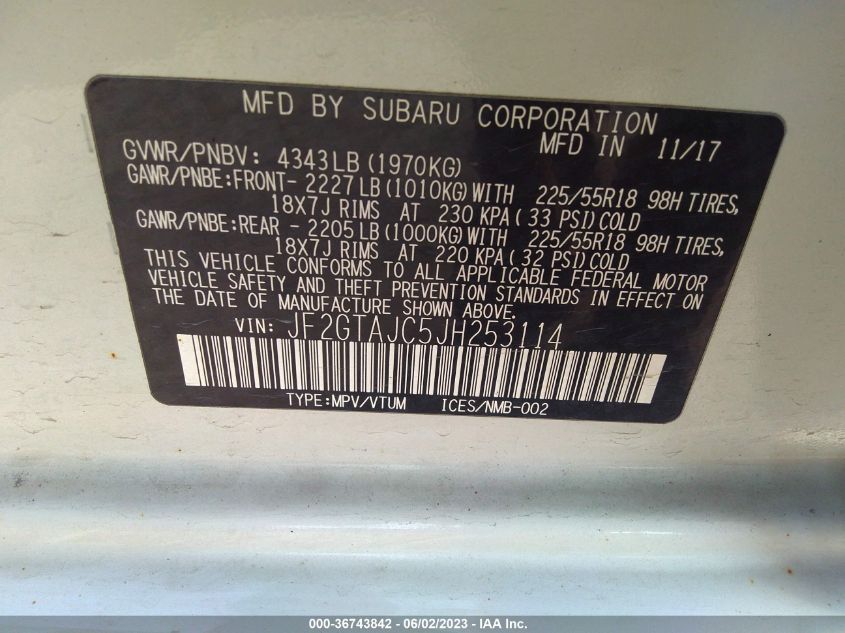 MFD BY SUBARU CORPORATION
MFD IN 11/17
GVWR/PNBV: 4343LB(1970KG)
GAWR/PNBE:FRONT- 2227LB(1010KG)WITH 225/55R18 98H TIRES,
18X7J RIMS AT 230 KPA( 33 PSI)COLD
GAWR/PNBE:REAR - 2205LB(1000KG)WITH 225/55R18 98H TIRES,
18X7J RIMS AT 220 KPA( 32 PSI)COLD
THIS VEHICLE CONFORMS TO ALL APPLICABLE FEDERAL MOTOR
VEHICLE SAFETY AND THEFT PREVENTION STANDARDS IN EFFECT ON
THE DATE OF MANUFACTURE SHOWN ABOVE.
VIN: JF2GTAJC5JH253114
TYPE:MPV/VTUM ICES/NMB-002
000-36743842 - 06/02/2023 - IAA Inc.